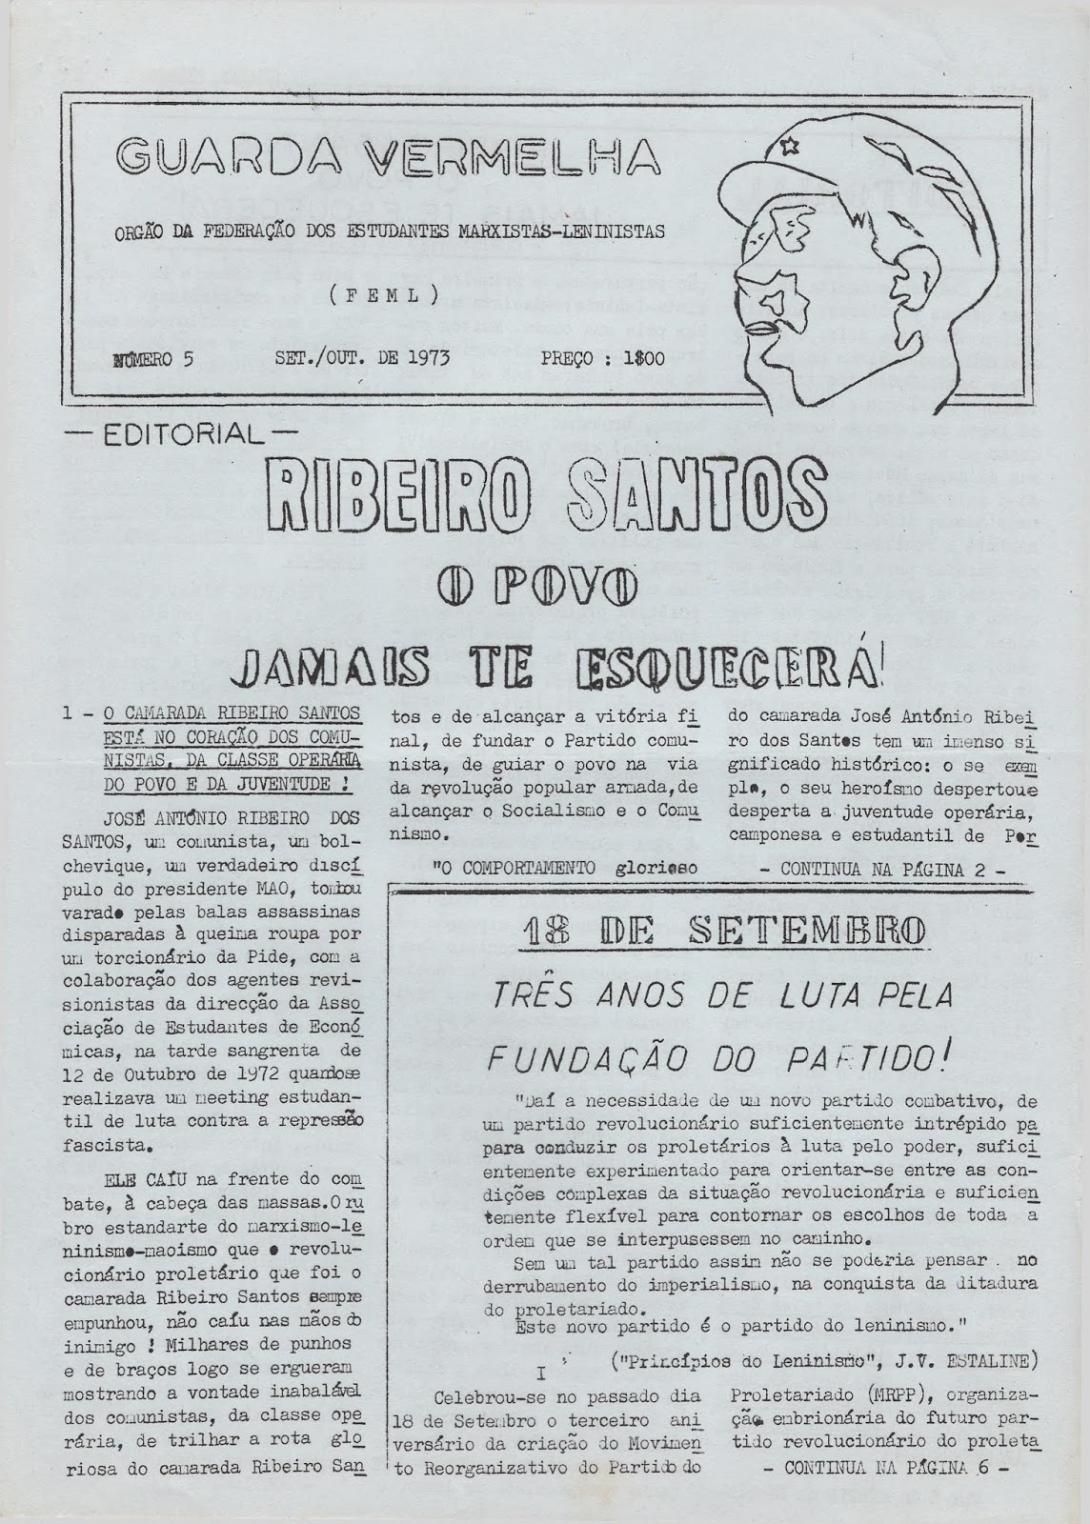 GUARDA VERMELHA
ORGÃO DA FEDERAÇÃO DOS ESTUDANTES MARXISTAS-LENINISTAS
( F E M L )
NÚMERO 5 SET./OUT. DE 1973 PREÇO : 1$00
— EDITORIAL —
RIBEIRO SANTOS
O POVO
JAMAIS TE ESQUECERÁ!
1 - O CAMARADA RIBEIRO SANTOS
ESTÁ NO CORAÇÃO DOS COMU-
NISTAS, DA CLASSE OPERÁRIA
DO POVO E DA JUVENTUDE !
JOSÉ ANTÓNIO RIBEIRO DOS
SANTOS, um comunista, um bol-
chevique, um verdadeiro discí
pulo do presidente MAO, tombou
varado pelas balas assassinas
disparadas à queima roupa por
um torcionário da Pide, com a
colaboração dos agentes revi-
sionistas da direcção da Asso
ciação de Estudantes de Económ
icas, na tarde sangrenta de
12 de Outubro de 1972 quandose
realizava um meeting estudan-
til de luta contra a repressão
fascista.
ELE CAÍU na frente do com
bate, à cabeça das massas.O ru
bro estandarte do marxismo-le
ninismo-maoismo que o revolu-
cionário proletário que foi o
camarada Ribeiro Santos sempre
empunhou, não caíu nas mãos do
inimigo ! Milhares de punhos
e de braços logo se ergueram
mostrando a vontade inabalável
dos comunistas, da classe ope
rária, de trilhar a rota glo
riosa do camarada Ribeiro San
tos e de alcançar a vitória fi
nal, de fundar o Partido comu-
nista, de guiar o povo na via
da revolução popular armada,de
alcançar o Socialismo e o Comu
nismo.
"O COMPORTAMENTO glorioso
do camarada José António Ribei
ro dos Santos tem um imenso si
gnificado histórico: o se exem
plo, o seu heroísmo despertoue
desperta a juventude operária,
camponesa e estudantil de Por
- CONTINUA NA PÁGINA 2 -
18 DE SETEMBRO
TRÊS ANOS DE LUTA PELA
FUNDAÇÃO DO PARTIDO!
"Daí a necessidade de um novo partido combativo, de
um partido revolucionário suficientemente intrépido pa
para conduzir os proletários à luta pelo poder, sufici
entemente experimentado para orientar-se entre as con-
dições complexas da situação revolucionária e suficien
temente flexível para contornar os escolhos de toda a
ordem que se interpusessem no caminho.
Sem um tal partido assim não se poderia pensar . no
derrubamento do imperialismo, na conquista da ditadura
do proletariado.
Este novo partido é o partido do leninismo."
("Princípios do Leninismo", J.V. ESTALINE)
I
Celebrou-se no passado dia
18 de Setembro o terceiro ani
versário da criação do Movimen
to Reorganizativo do Partido do
Proletariado (MRPP), organiza-
ção embrionária do futuro par-
tido revolucionário do proleta
- CONTINUA NA PÁGINA 6 -